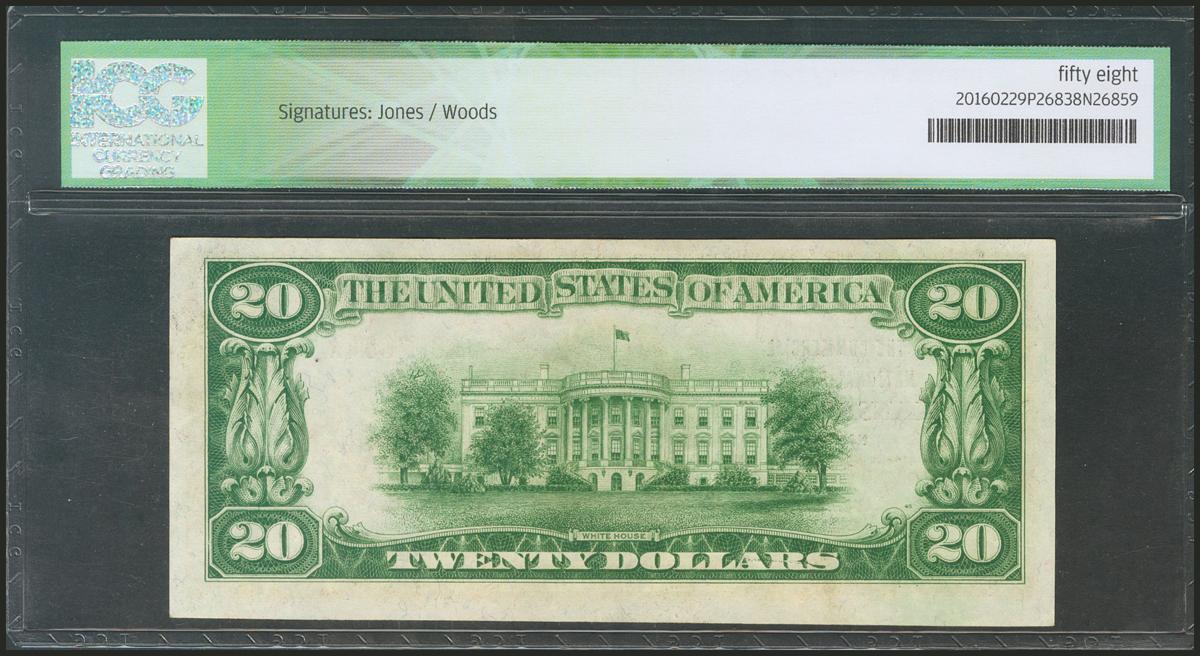 ICG
INTERNATIONAL
CURRENCY
GRADING
Signatures: Jones / Woods
fifty eight
20160229P26838N26859
20 THE UNITED STATES OF AMERICA 20
WHITE HOUSE
20 TWENTY DOLLARS 20